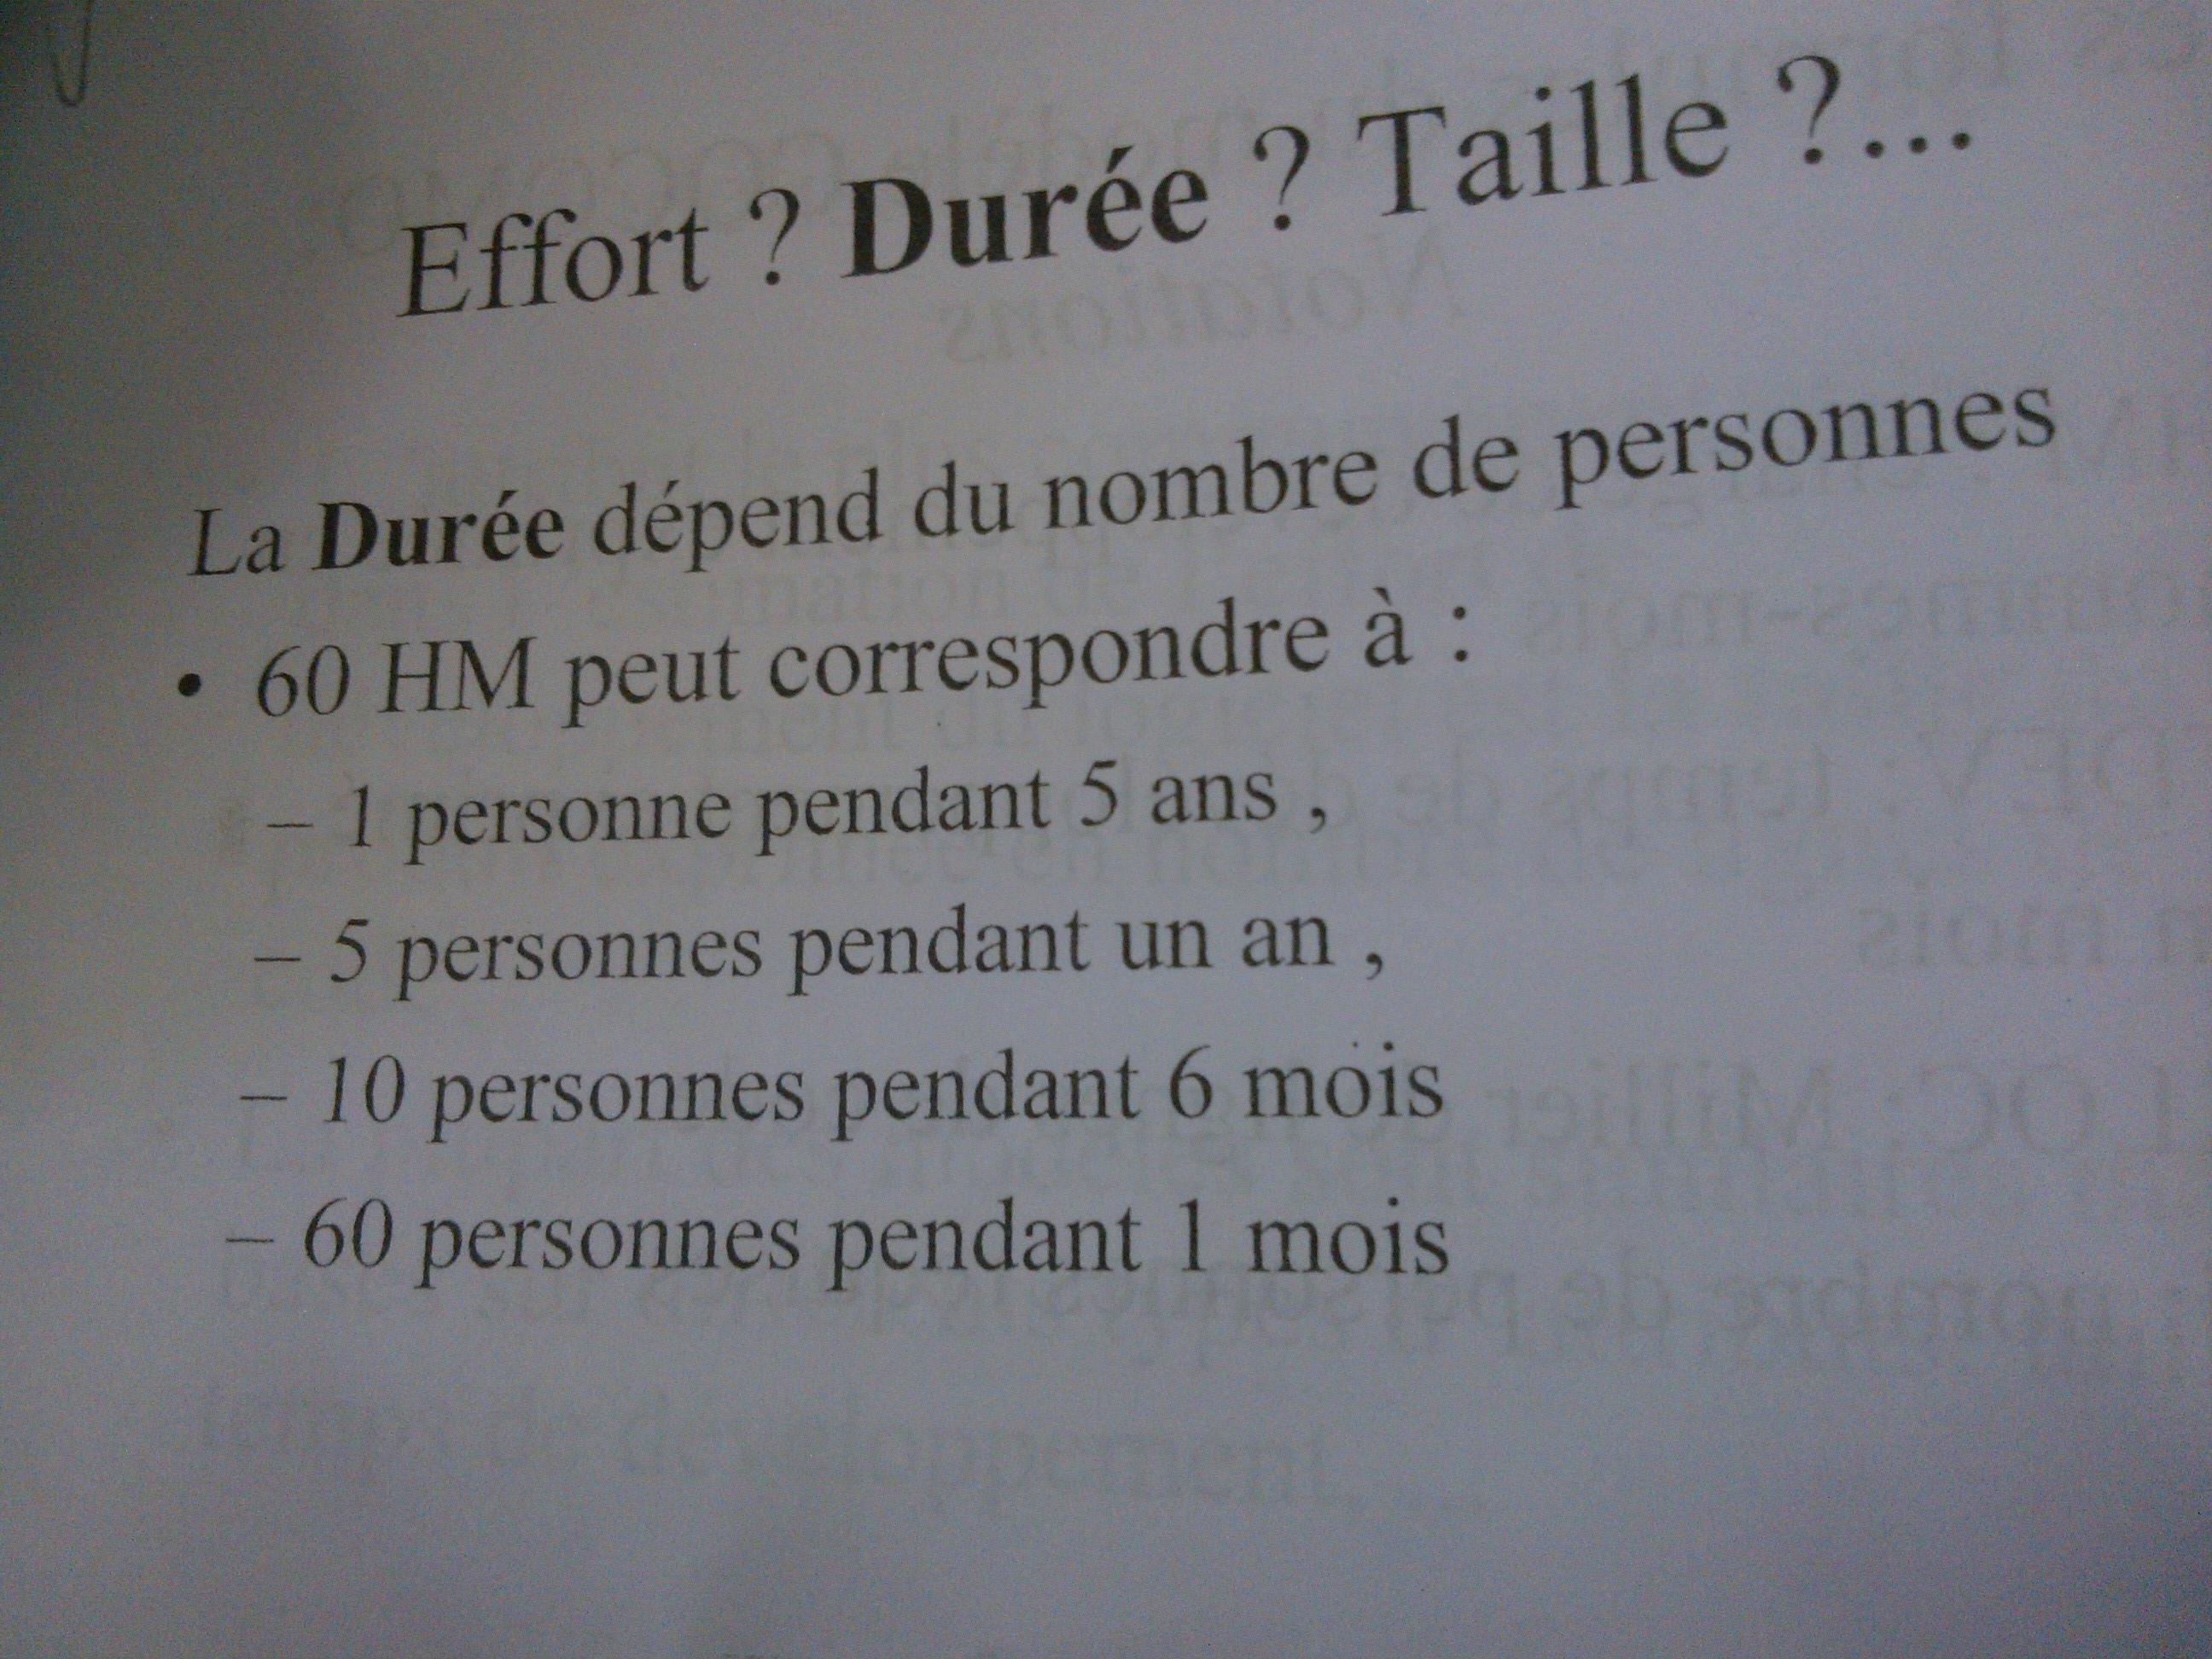 Effort ? Durée ? Taille ?...
La Durée dépend du nombre de personnes
• 60 HM peut correspondre à :
– 1 personne pendant 5 ans ,
– 5 personnes pendant un an ,
– 10 personnes pendant 6 mois
– 60 personnes pendant 1 mois